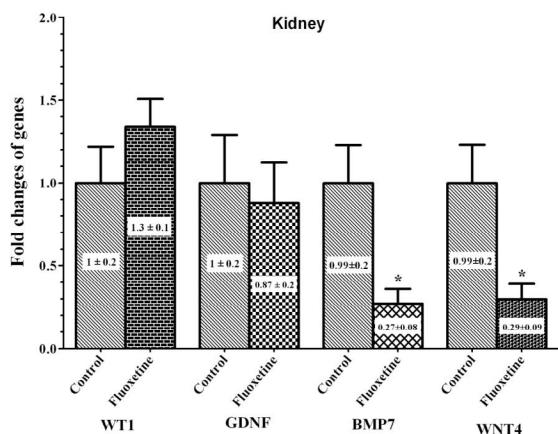 Kidney
Fold changes of genes
2.0
1.5
1.0
0.5
0.0
1 ± 0.2
1.3 ± 0.1
1 ± 0.2
0.87 ± 0.2
0.99±0.2
*
0.27±0.08
0.99±0.2
*
0.29±0.09
Control
Fluoxetine
Control
Fluoxetine
Control
Fluoxetine
Control
Fluoxetine
WT1 GDNF BMP7 WNT4